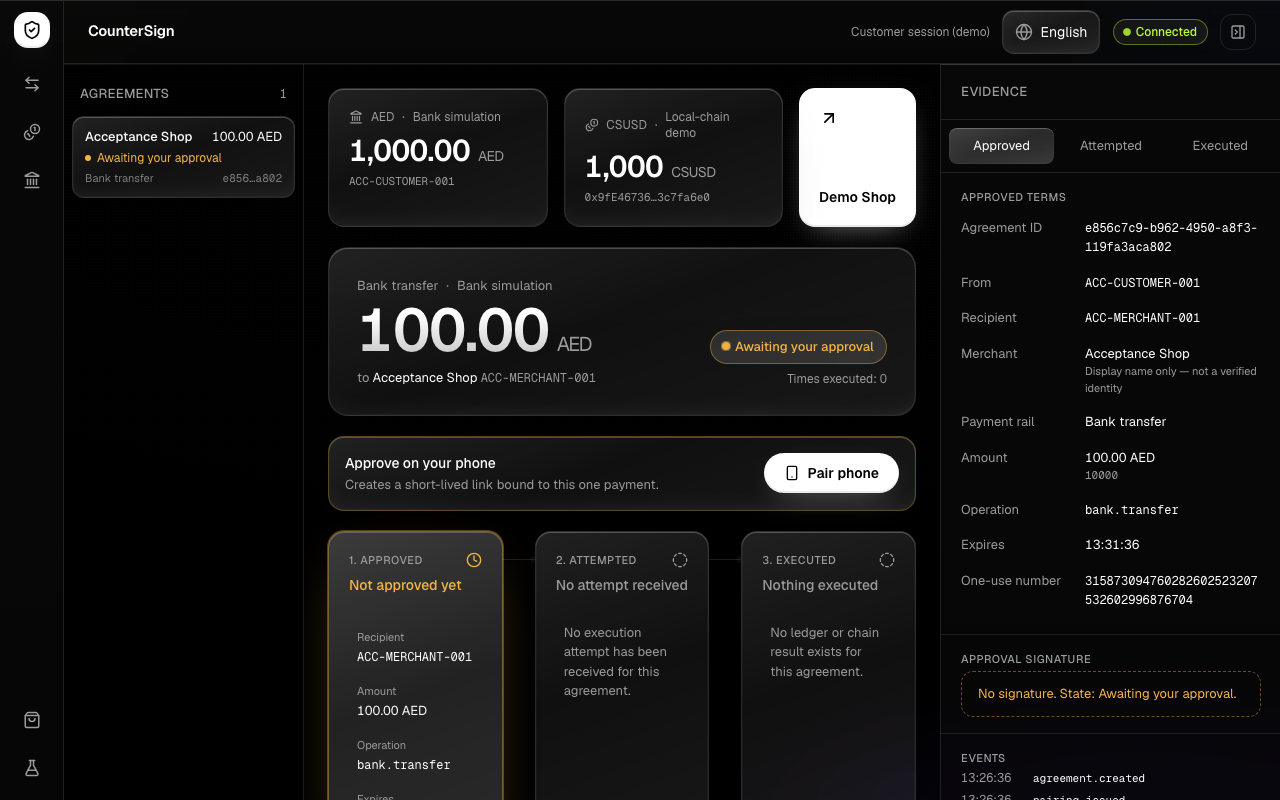 CounterSign
Customer session (demo)
English
Connected
AGREEMENTS 1
Acceptance Shop 100.00 AED
Awaiting your approval
Bank transfer e856…a802
AED · Bank simulation
1,000.00 AED
ACC-CUSTOMER-001
CSUSD · Local-chain demo
1,000 CSUSD
0x9fE46736…3c7fa6e0
Demo Shop
Bank transfer · Bank simulation
100.00 AED
to Acceptance Shop ACC-MERCHANT-001
Awaiting your approval
Times executed: 0
Approve on your phone
Creates a short-lived link bound to this one payment.
Pair phone
1. APPROVED
Not approved yet
Recipient
ACC-MERCHANT-001
Amount
100.00 AED
Operation
bank.transfer
Expires
2. ATTEMPTED
No attempt received
No execution
attempt has been
received for this
agreement.
3. EXECUTED
Nothing executed
No ledger or chain
result exists for
this agreement.
EVIDENCE
Approved Attempted Executed
APPROVED TERMS
Agreement ID e856c7c9-b962-4950-a8f3-
119fa3aca802
From ACC-CUSTOMER-001
Recipient ACC-MERCHANT-001
Merchant Acceptance Shop
Display name only — not a verified
identity
Payment rail Bank transfer
Amount 100.00 AED
10000
Operation bank.transfer
Expires 13:31:36
One-use number 315873094760282602523207
532602996876704
APPROVAL SIGNATURE
No signature. State: Awaiting your approval.
EVENTS
13:26:36 agreement.created
13:26:36 pairing.issued